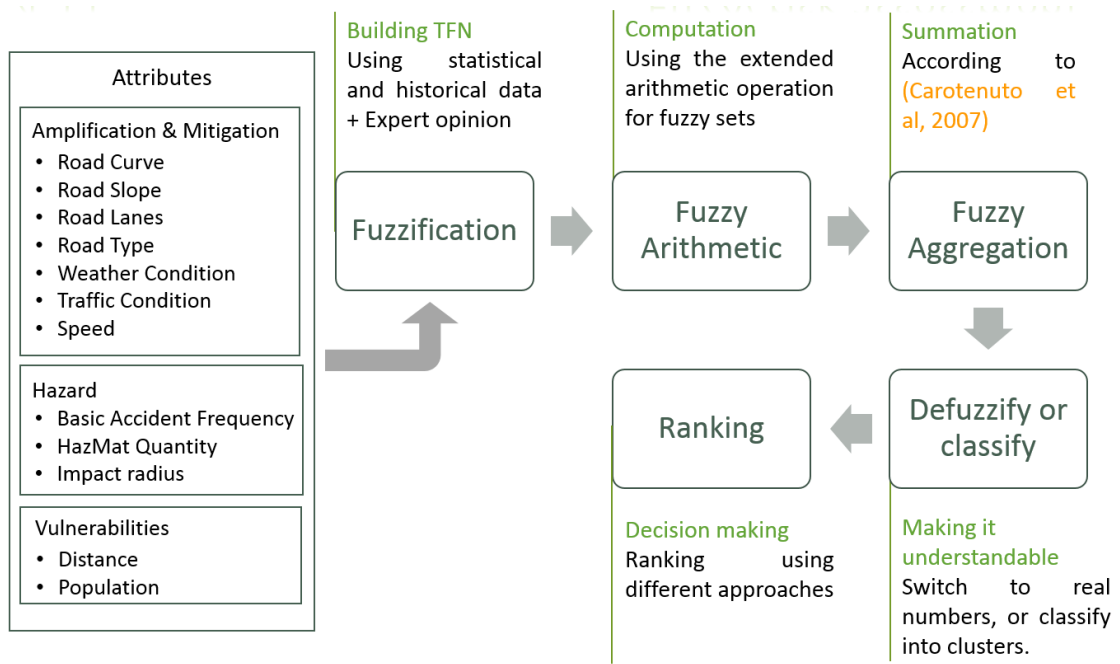 Attributes
Amplification & Mitigation
• Road Curve
• Road Slope
• Road Lanes
• Road Type
• Weather Condition
• Traffic Condition
• Speed
Hazard
• Basic Accident Frequency
• HazMat Quantity
• Impact radius
Vulnerabilities
• Distance
• Population
Building TFN
Using statistical
and historical data
+ Expert opinion
Fuzzification
Computation
Using the extended
arithmetic operation
for fuzzy sets
Fuzzy
Arithmetic
Summation
According to
(Carotenuto et
al, 2007)
Fuzzy
Aggregation
Defuzzify or
classify
Making it
understandable
Switch to real
numbers, or classify
into clusters.
Ranking
Decision making
Ranking using
different approaches